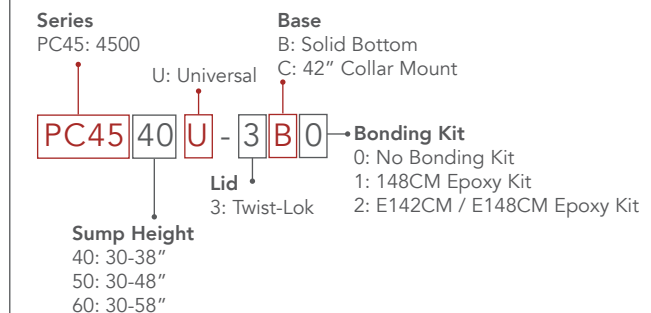 Series
PC45: 4500
Base
B: Solid Bottom
C: 42” Collar Mount
U: Universal
PC45 40 U - 3 B 0
Bonding Kit
0: No Bonding Kit
1: 148CM Epoxy Kit
2: E142CM / E148CM Epoxy Kit
Lid
3: Twist-Lok
Sump Height
40: 30-38”
50: 30-48”
60: 30-58”